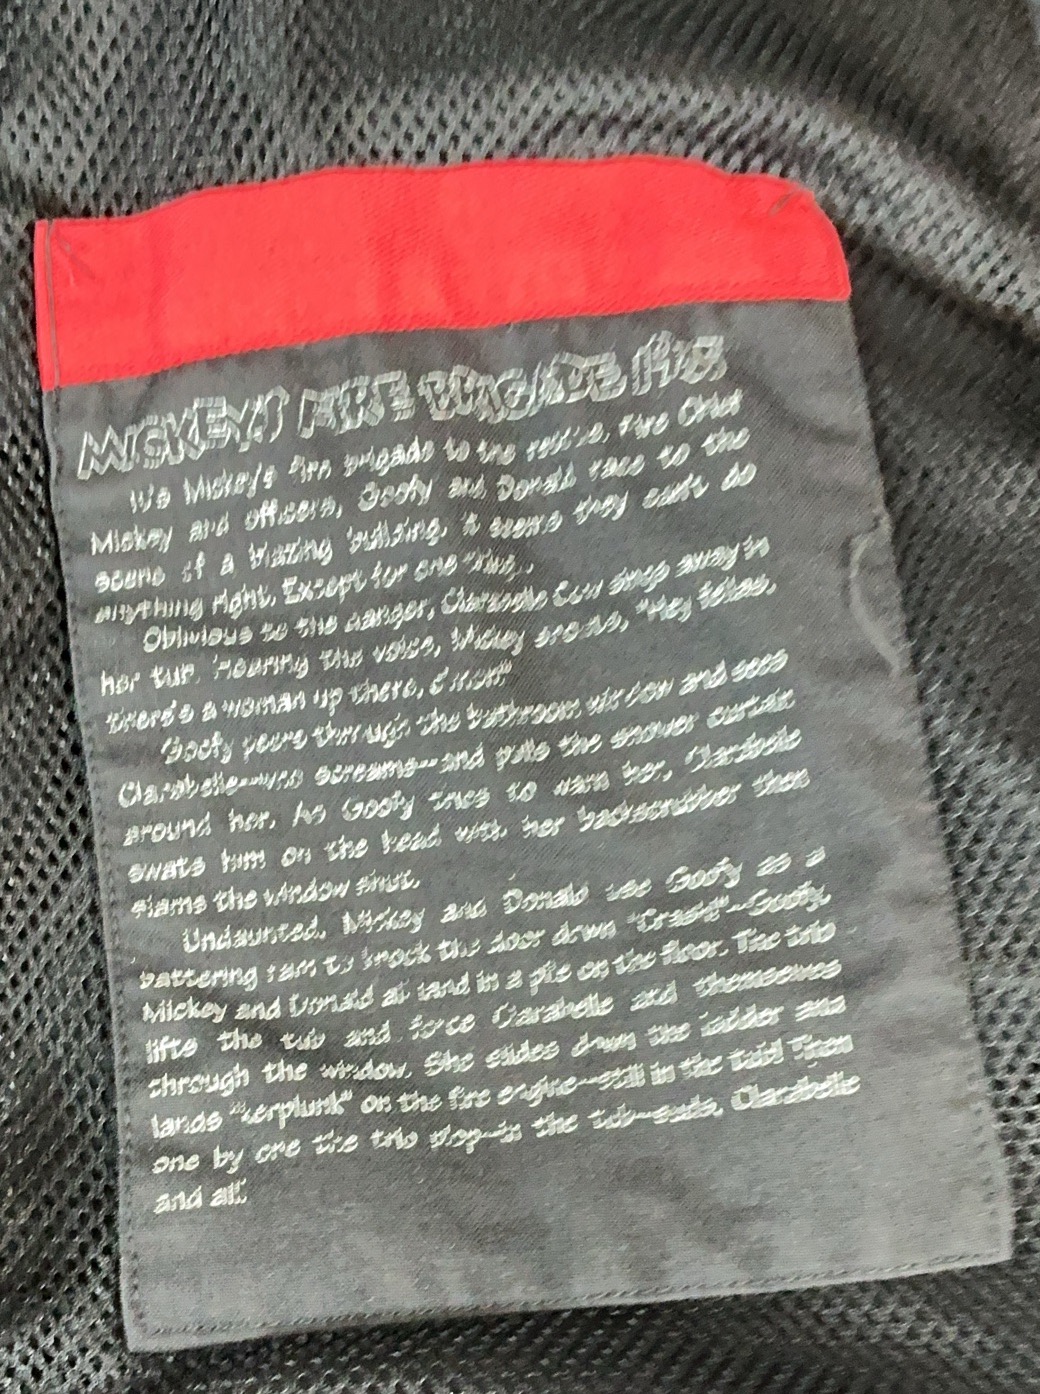 MICKEY'S FIRE BRIGADE
It's Mickey's fire brigade to the rescue. Fire Chief
Mickey and officers, Goofy and Donald race to the
scene of a blazing building. It seems they can't do
anything right. Except for one thing...
Oblivious to the danger, Clarabelle Cow sings away in
her tub. Hearing this voice, Mickey shouts, "Hey fellas,
there's a woman up there, c'mon!"
Goofy peers through the bathroom window and sees
Clarabelle—who screams—and pulls the shower curtain
around her. As Goofy tries to warn her, Clarabelle
swats him on the head with her backscrubber then
slams the window shut.
Undaunted, Mickey and Donald use Goofy as a
battering ram to knock the door down "Crash!"—Goofy,
Mickey and Donald all land in a pile on the floor. The trio
lifts the tub and force Clarabelle and themselves
through the window. She slides down the ladder and
lands "kerplunk" on the fire engine—still in the tub! Then
one by one the trio plop—in the tub—suds, Clarabelle
and all!